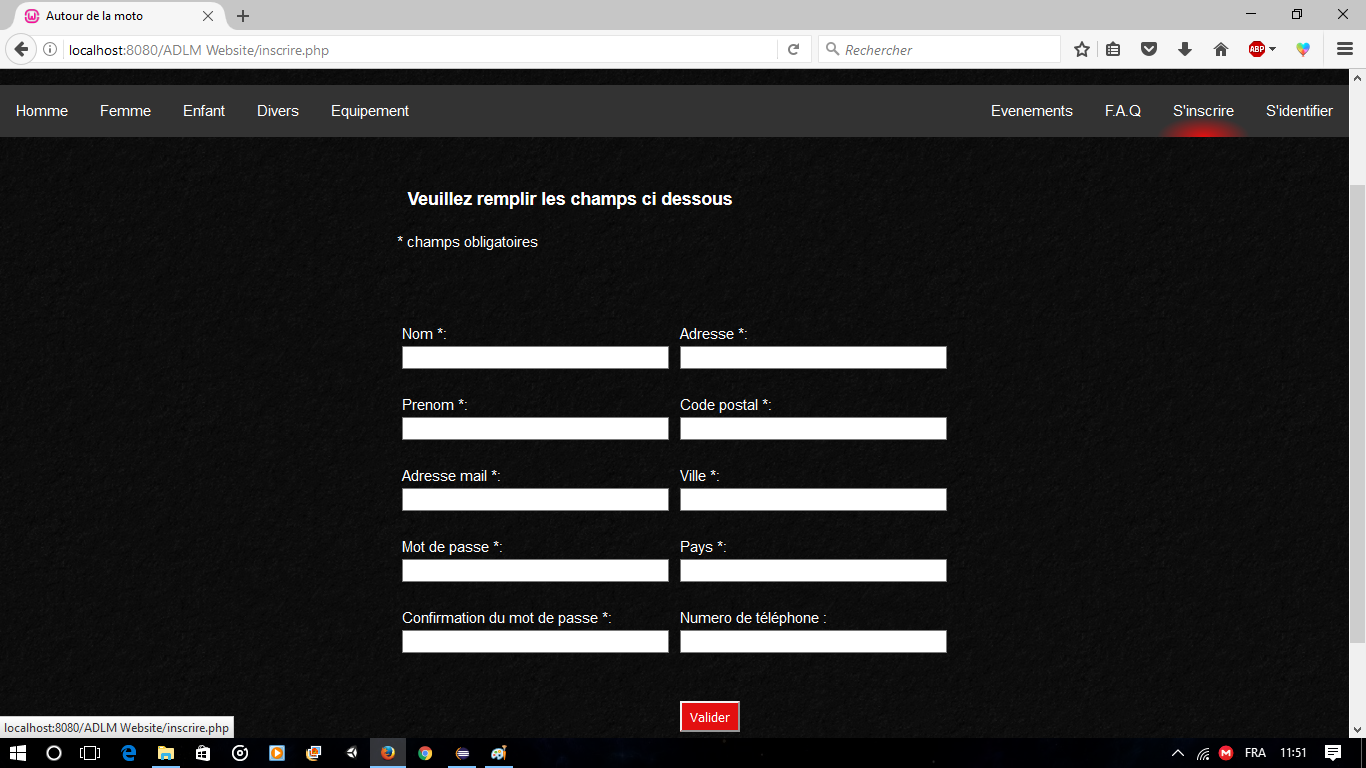 Autour de la moto
localhost:8080/ADLM Website/inscrire.php
Rechercher
ABP
Homme Femme Enfant Divers Equipement Evenements F.A.Q S'inscrire S'identifier
Veuillez remplir les champs ci dessous
* champs obligatoires
Nom *: Adresse *:
Prenom *: Code postal *:
Adresse mail *: Ville *:
Mot de passe *: Pays *:
Confirmation du mot de passe *: Numero de téléphone :
Valider
localhost:8080/ADLM Website/inscrire.php
FRA 11:51